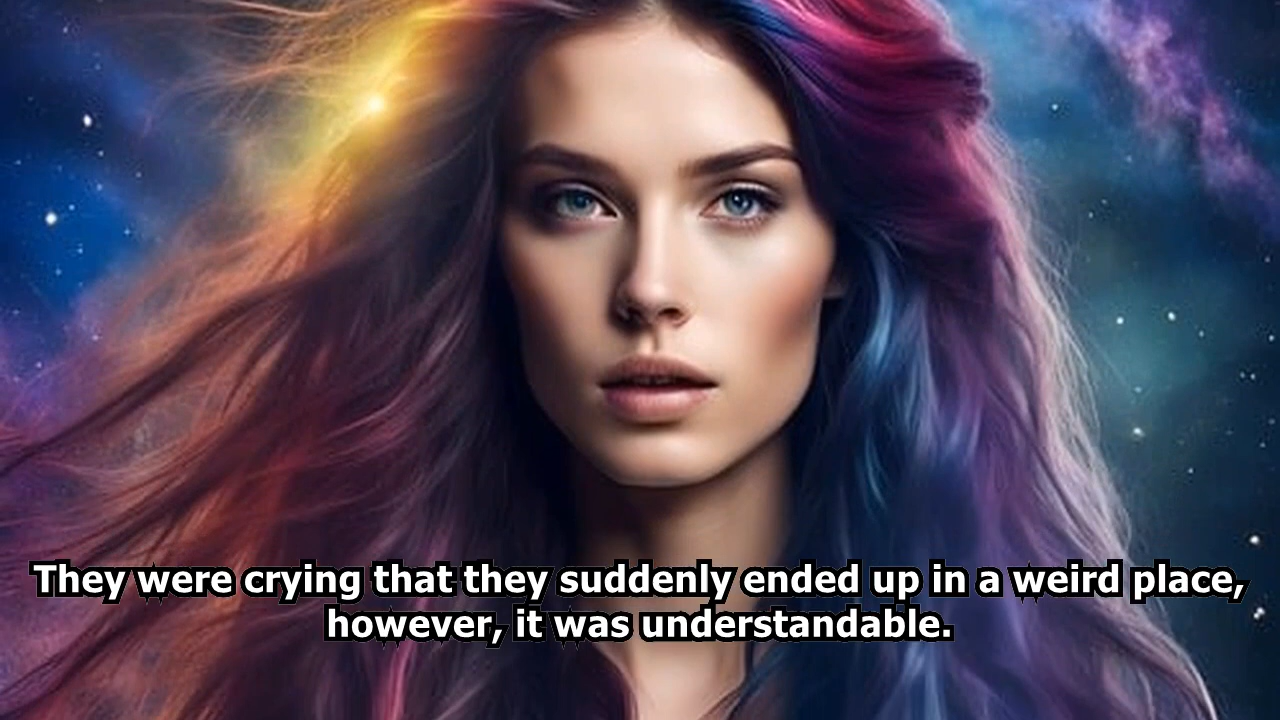 They were crying that they suddenly ended up in a weird place,
however, it was understandable.